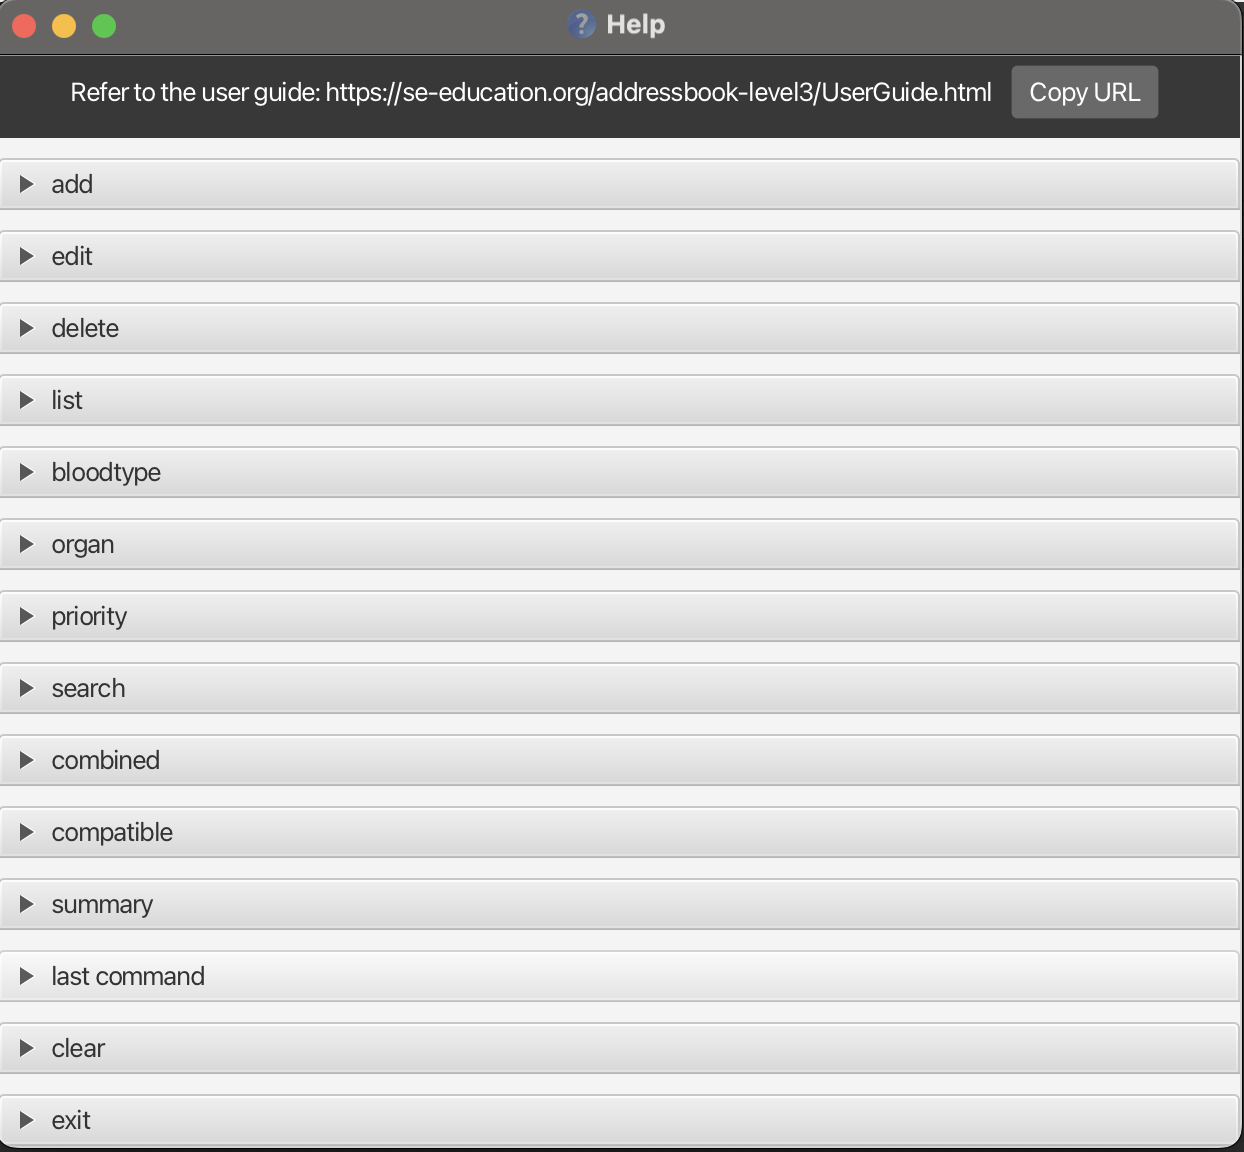 Help
Refer to the user guide: https://se-education.org/addressbook-level3/UserGuide.html Copy URL
add
edit
delete
list
bloodtype
organ
priority
search
combined
compatible
summary
last command
clear
exit